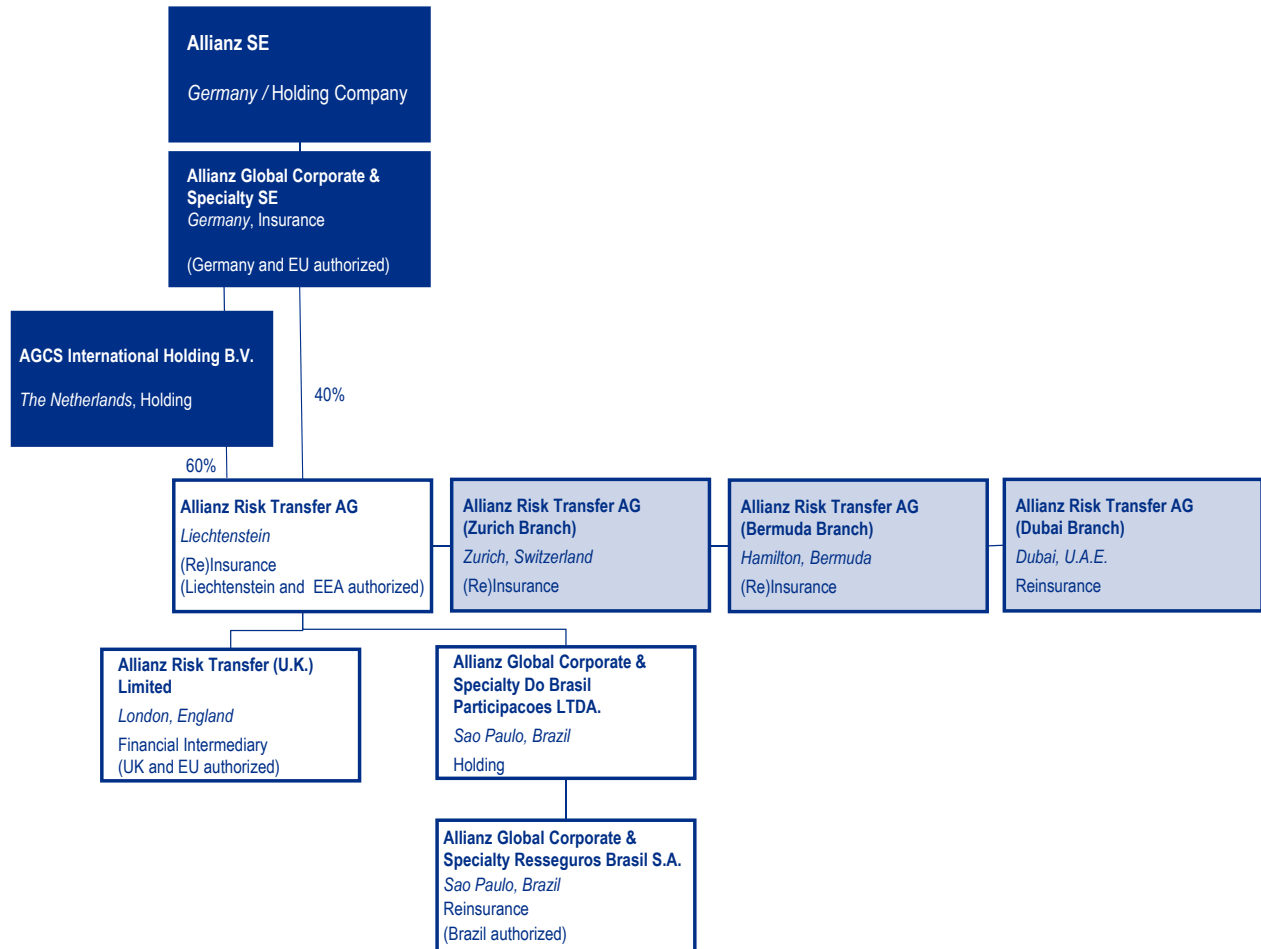 Allianz SE
Germany / Holding Company
Allianz Global Corporate &
Specialty SE
Germany, Insurance
(Germany and EU authorized)
AGCS International Holding B.V.
The Netherlands, Holding
40%
60%
Allianz Risk Transfer AG
Liechtenstein
(Re)Insurance
(Liechtenstein and EEA authorized)
Allianz Risk Transfer AG
(Zurich Branch)
Zurich, Switzerland
(Re)Insurance
Allianz Risk Transfer AG
(Bermuda Branch)
Hamilton, Bermuda
(Re)Insurance
Allianz Risk Transfer AG
(Dubai Branch)
Dubai, U.A.E.
Reinsurance
Allianz Risk Transfer (U.K.)
Limited
London, England
Financial Intermediary
(UK and EU authorized)
Allianz Global Corporate &
Specialty Do Brasil
Participacoes LTDA.
Sao Paulo, Brazil
Holding
Allianz Global Corporate &
Specialty Resseguros Brasil S.A.
Sao Paulo, Brazil
Reinsurance
(Brazil authorized)